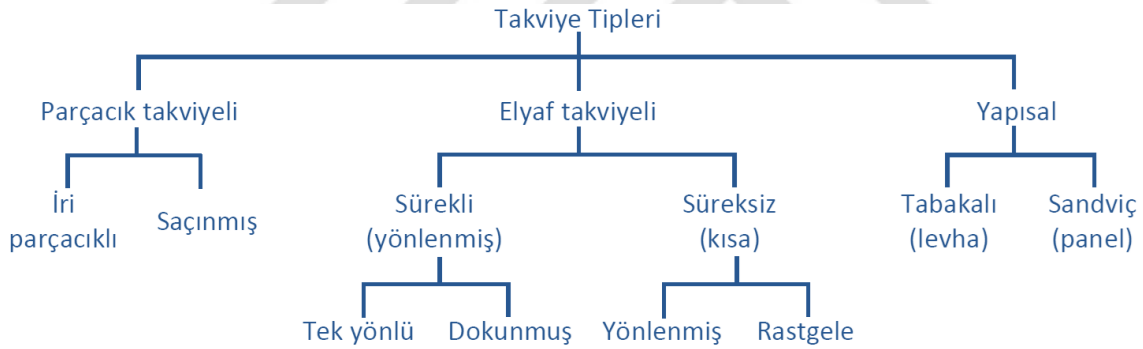 Takviye Tipleri
Parçacık takviyeli
Elyaf takviyeli
Yapısal
İri
parçacıklı
Saçınmış
Sürekli
(yönlenmiş)
Süreksiz
(kısa)
Tabakalı
(levha)
Sandviç
(panel)
Tek yönlü
Dokunmuş
Yönlenmiş
Rastgele